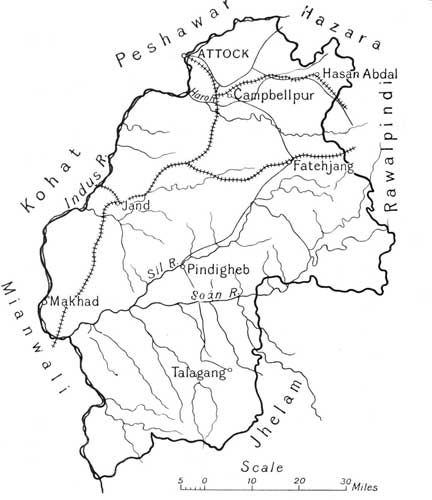 Peshawar
Hazara
ATTOCK
Hasan Abdal
Haroh
Campbellpur
Kohat
Indus R.
Rawalpindi
Fatehjang
Jand
Sil R.
Pindigheb
Soan R.
Makhad
Mianwali
Talagang
Jhelam
Scale
5 0 10 20 30 Miles